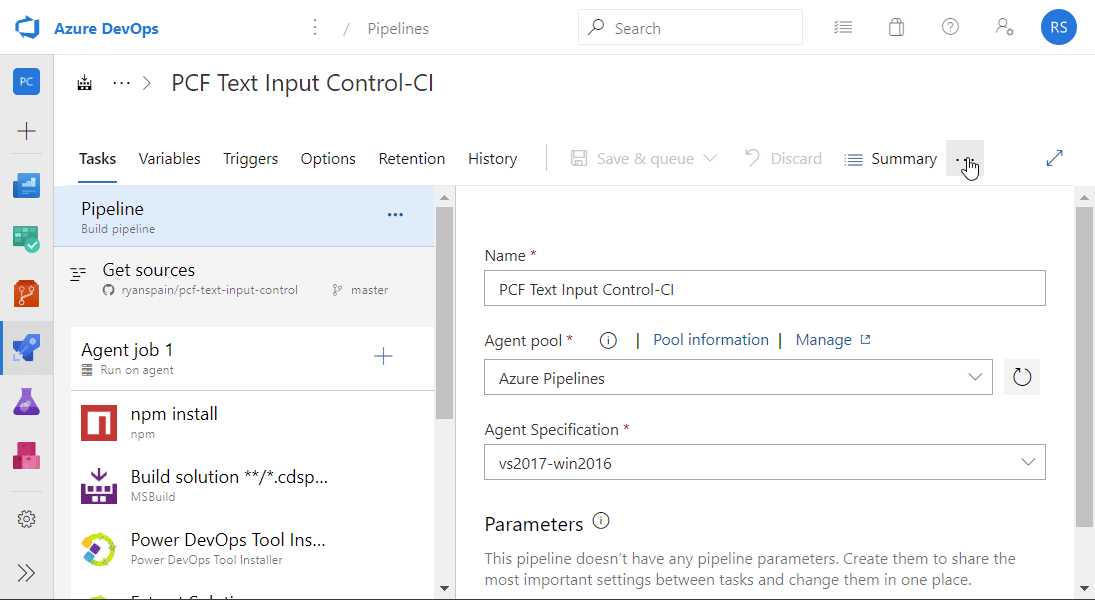 Azure DevOps
/ Pipelines
Search
RS
PC
PCF Text Input Control-CI
Tasks Variables Triggers Options Retention History
Save & queue Discard Summary
Pipeline
Build pipeline
Get sources
ryanspain/pcf-text-input-control master
Agent job 1
Run on agent
npm install
npm
Build solution **/*.cdsp...
MSBuild
Power DevOps Tool Ins...
Power DevOps Tool Installer
Name *
PCF Text Input Control-CI
Agent pool * | Pool information | Manage
Azure Pipelines
Agent Specification *
vs2017-win2016
Parameters
This pipeline doesn't have any pipeline parameters. Create them to share the
most important settings between tasks and change them in one place.